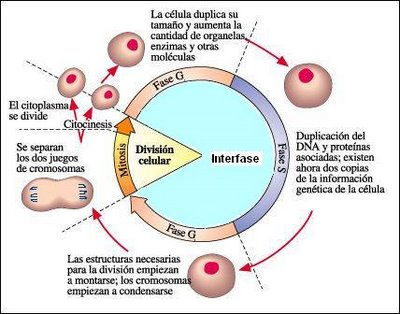 La célula duplica su
tamaño y aumenta la
cantidad de organelas,
enzimas y otras
moléculas
Fase G
El citoplasma
se divide
Citocinesis
Se separan
los dos juegos
de cromosomas
Mitosis
División
celular
Interfase
Fase S
Duplicación del
DNA y proteínas
asociadas; existen
ahora dos copias
de la información
genética de la célula
Fase G
Las estructuras necesarias
para la división empiezan
a montarse; los cromosomas
empiezan a condensarse